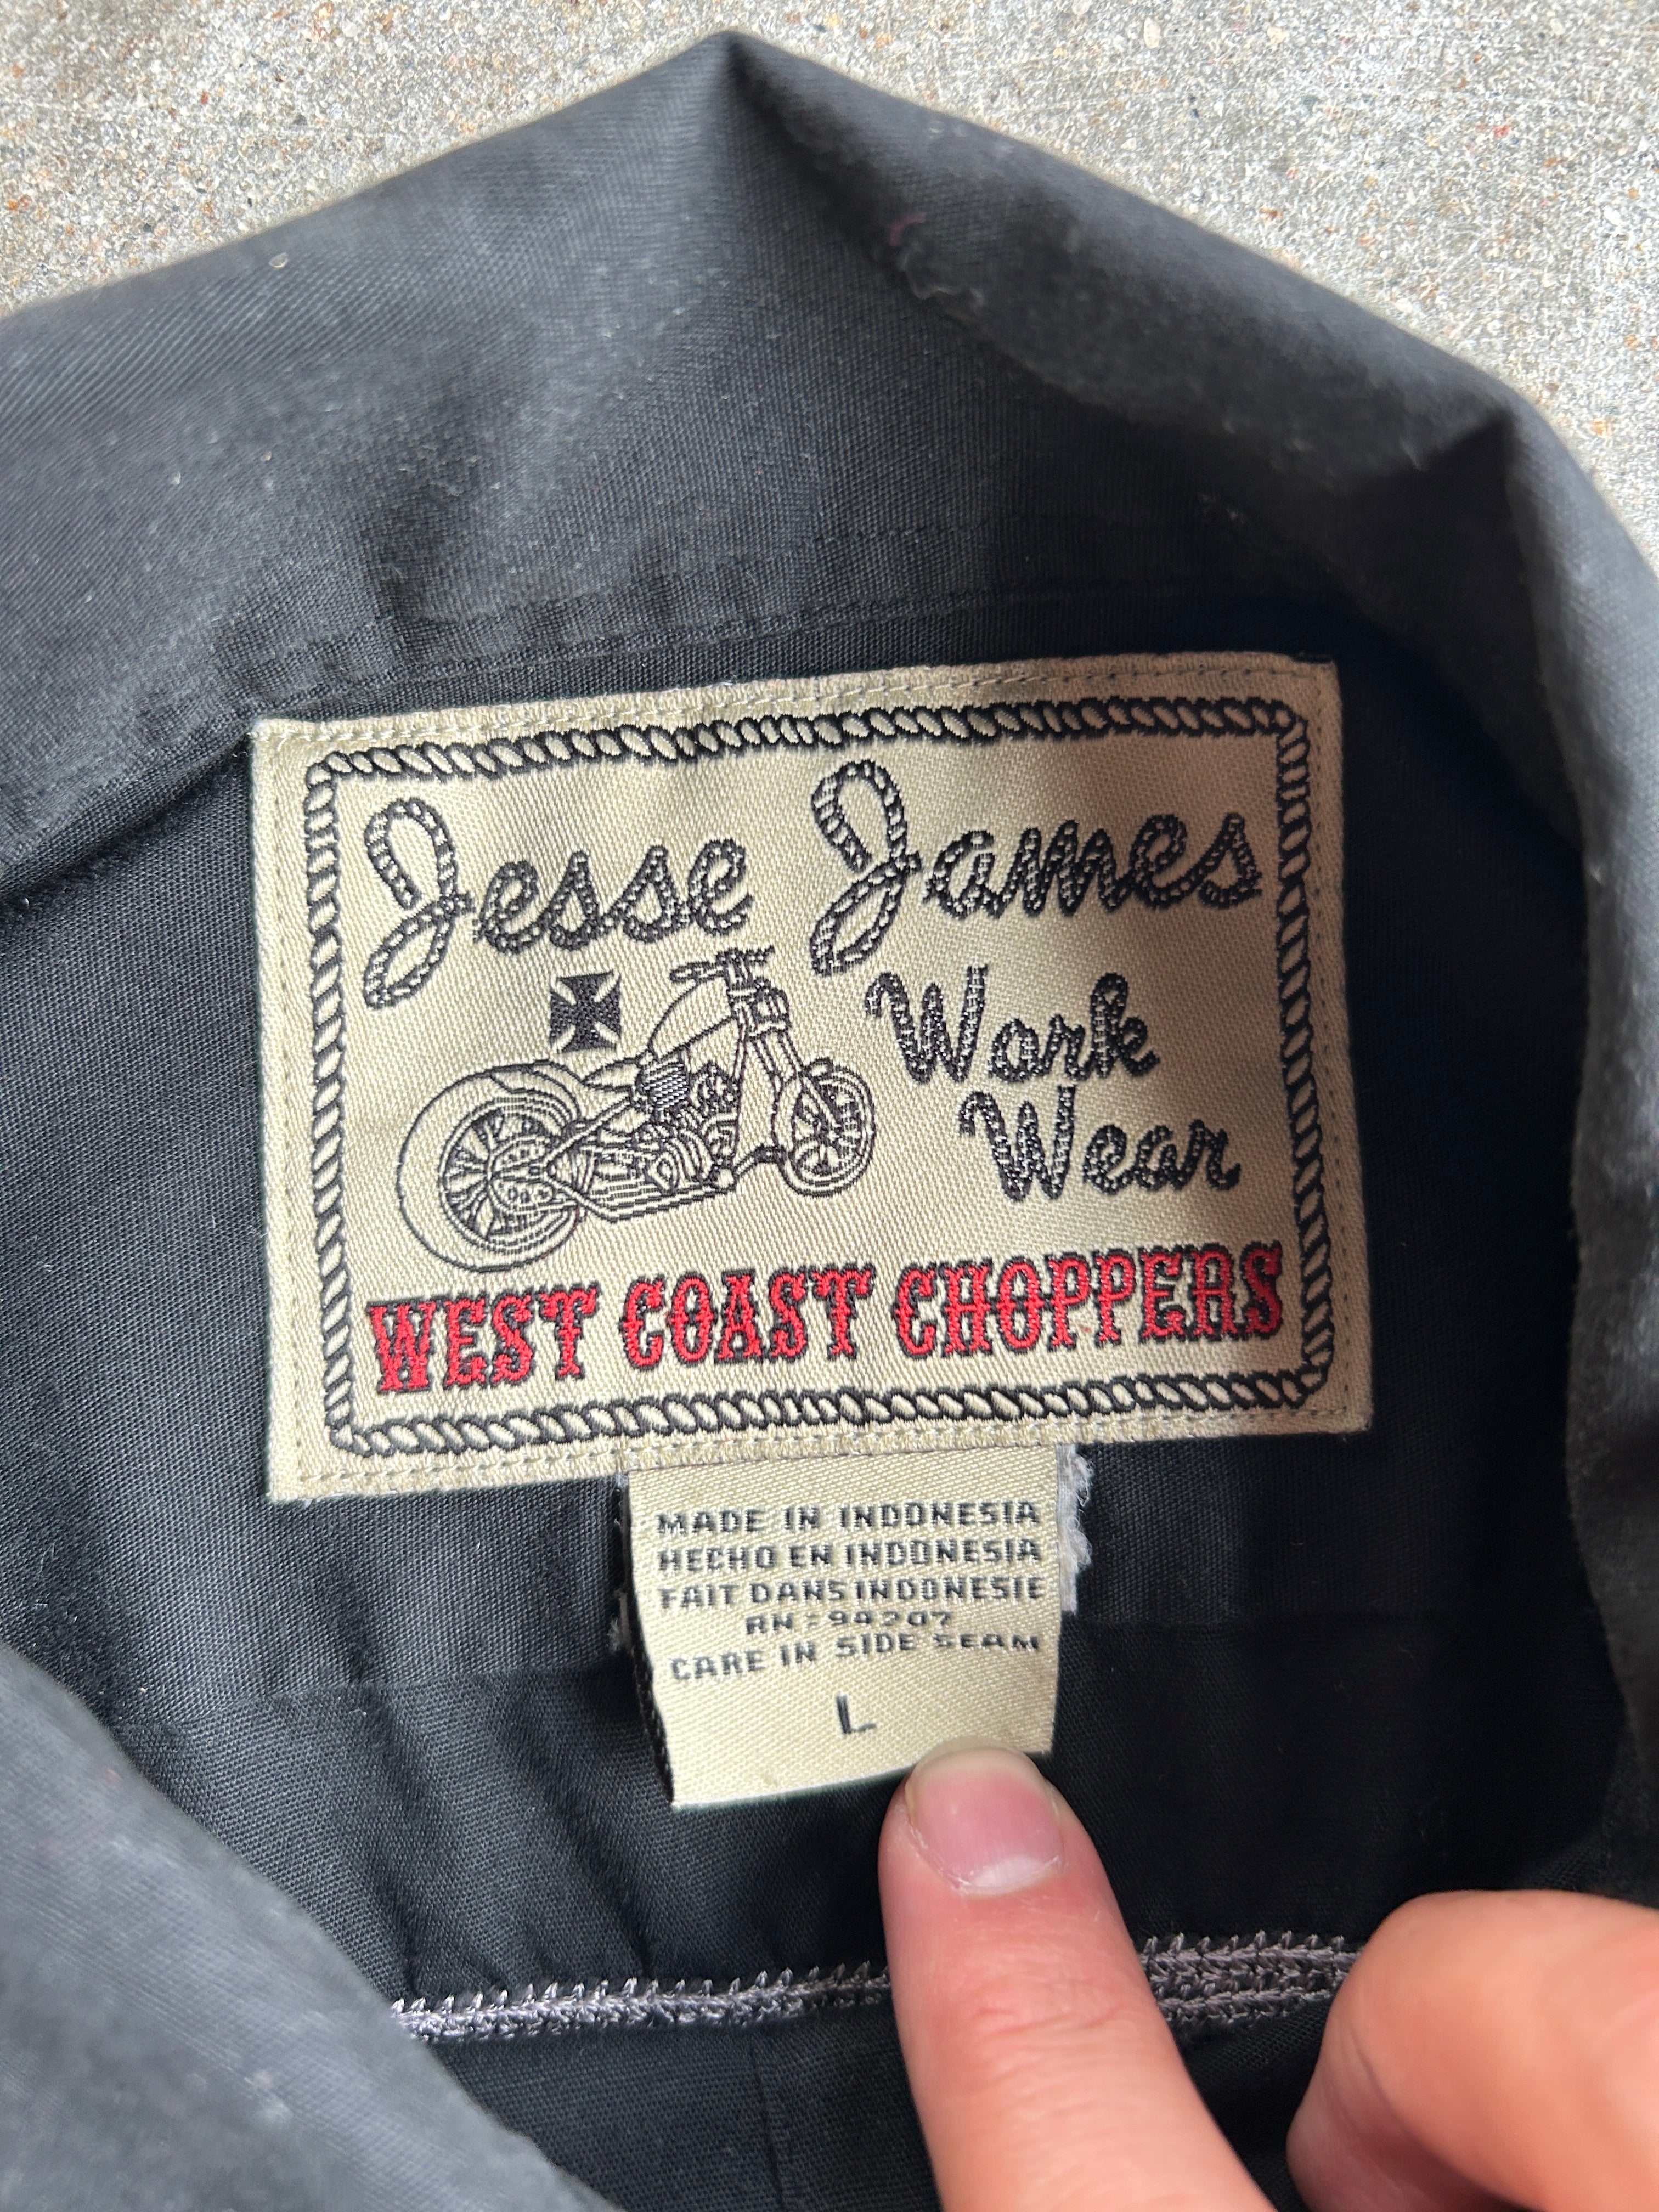 Jesse James
Work
Wear
WEST COAST CHOPPERS
MADE IN INDONESIA
HECHO EN INDONESIA
FAIT DANS INDONESIE
RN: 94207
CARE IN SIDE SEAM
L